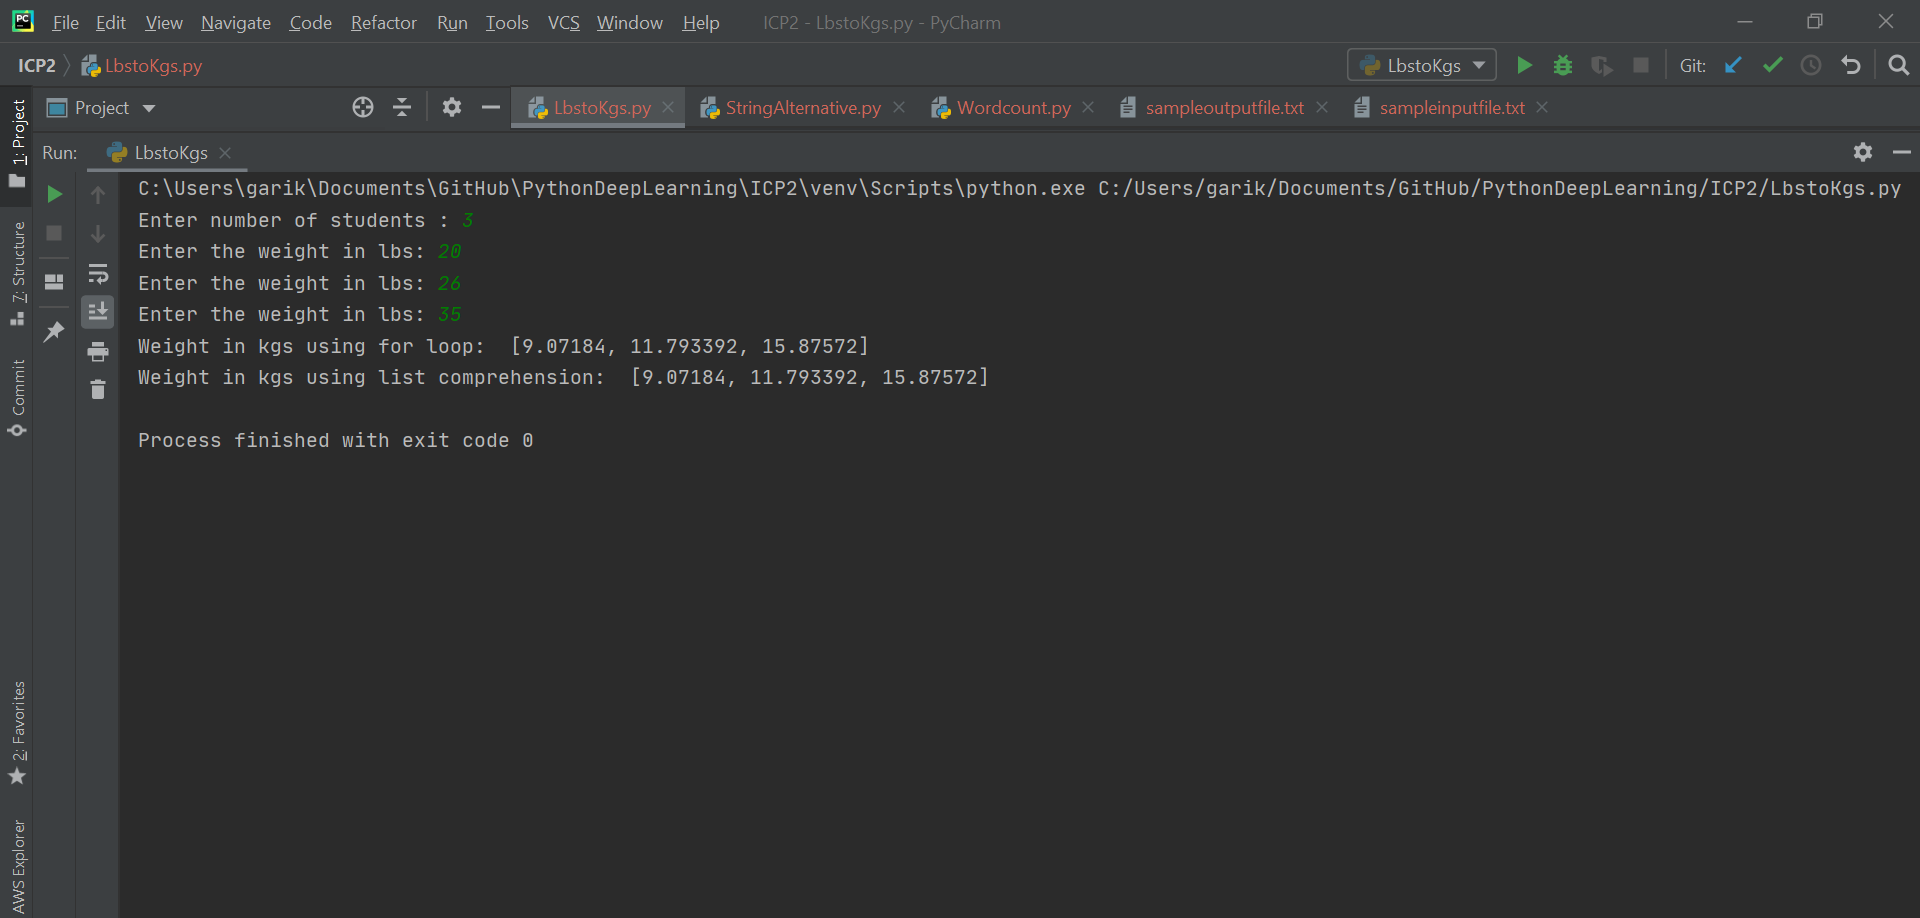 File Edit View Navigate Code Refactor Run Tools VCS Window Help ICP2 - LbstoKgs.py - PyCharm
ICP2 LbstoKgs.py LbstoKgs Git:
Project LbstoKgs.py StringAlternative.py Wordcount.py sampleoutputfile.txt sampleinputfile.txt
Run: LbstoKgs
C:\Users\garik\Documents\GitHub\PythonDeepLearning\ICP2\venv\Scripts\python.exe C:/Users/garik/Documents/GitHub/PythonDeepLearning/ICP2/LbstoKgs.py
Enter number of students : 3
Enter the weight in lbs: 20
Enter the weight in lbs: 26
Enter the weight in lbs: 35
Weight in kgs using for loop:  [9.07184, 11.793392, 15.87572]
Weight in kgs using list comprehension:  [9.07184, 11.793392, 15.87572]
Process finished with exit code 0
1: Project
7: Structure
Commit
2: Favorites
AWS Explorer
PC